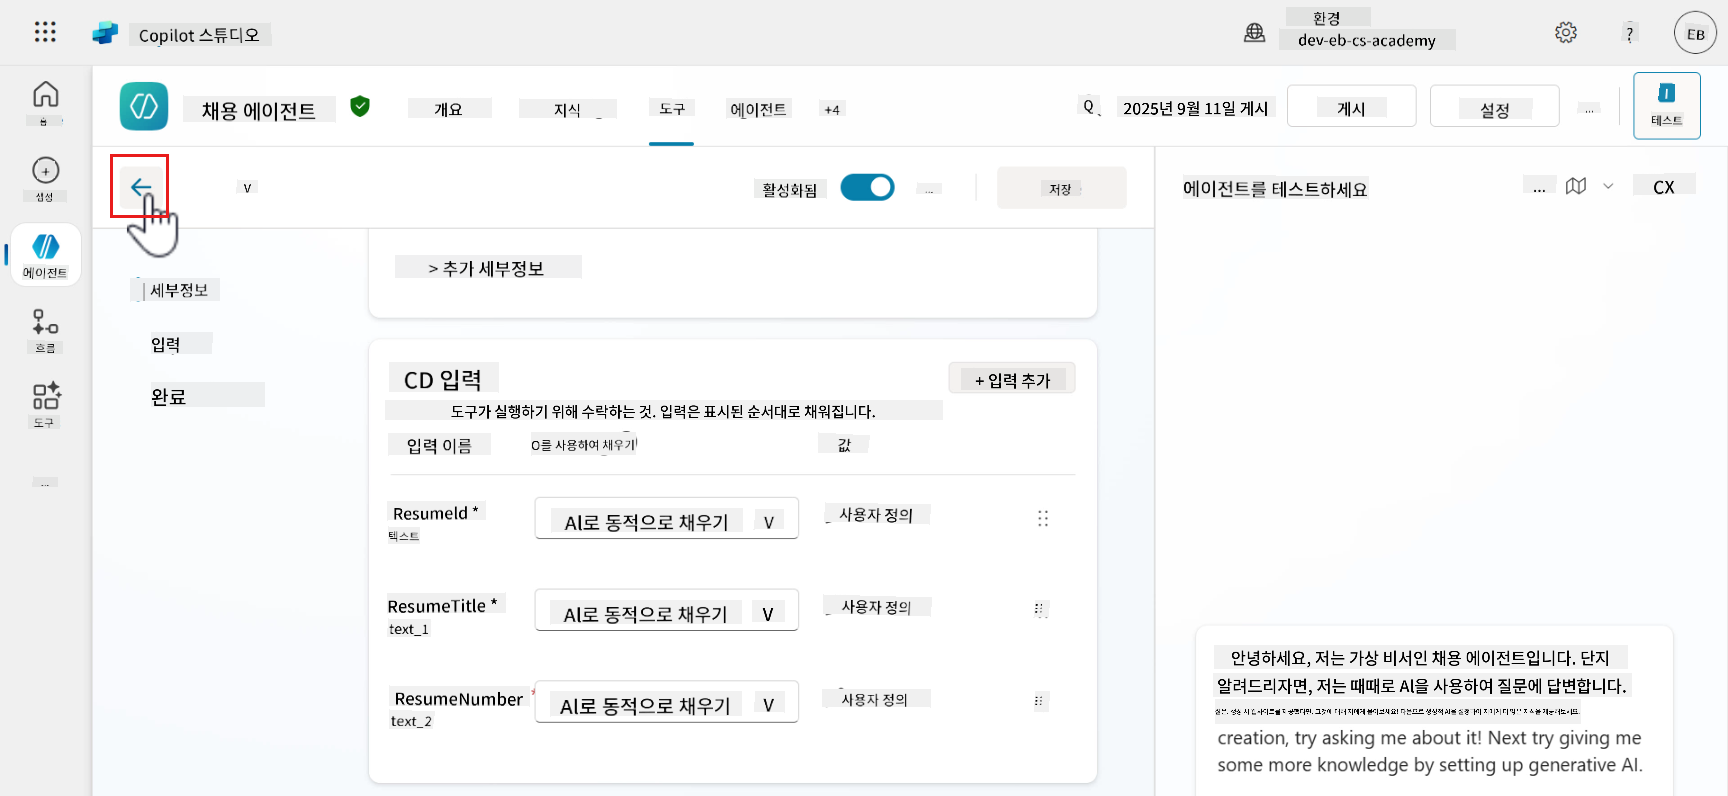 Copilot 스튜디오
환경
dev-eb-cs-academy
?
EB
홈
생성
에이전트
흐름
도구
...
채용 에이전트
개요
지식
도구
에이전트
+4
Q
2025년 9월 11일 게시
게시
설정
...
테스트
V
활성화됨
...
저장
에이전트를 테스트하세요
...
CX
세부정보
입력
완료
> 추가 세부정보
CD 입력
+ 입력 추가
도구가 실행하기 위해 수락하는 것. 입력은 표시된 순서대로 채워집니다.
입력 이름
O를 사용하여 채우기
값
ResumeId *
텍스트
AI로 동적으로 채우기 V
사용자 정의
ResumeTitle *
text_1
AI로 동적으로 채우기 V
사용자 정의
ResumeNumber *
text_2
AI로 동적으로 채우기 V
사용자 정의
안녕하세요, 저는 가상 비서인 채용 에이전트입니다. 단지
알려드리자면, 저는 때때로 AI을 사용하여 질문에 답변합니다.
creation, try asking me about it! Next try giving me
some more knowledge by setting up generative AI.